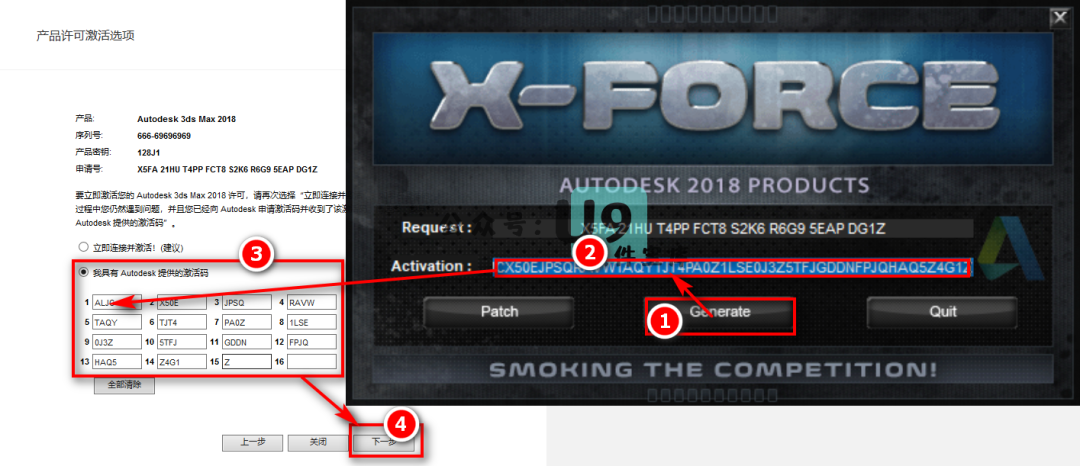 产品许可激活选项
产品: Autodesk 3ds Max 2018
序列号: 666-69696969
产品密钥: 128J1
申请号: X5FA 21HU T4PP FCT8 S2K6 R6G9 5EAP DG1Z
要立即激活您的 Autodesk 3ds Max 2018 许可，请再次选择“立即连接并
过程中您仍然遇到问题，并且您已经向 Autodesk 申请激活码并收到了该激
Autodesk 提供的激活码”。
立即连接并激活! (建议)
3
我具有 Autodesk 提供的激活码
1 2 X50E 3 JPSQ 4 RAVW
5 TAQY 6 TJT4 7 PA0Z 8 1LSE
9 0J3Z 10 5TFJ 11 GDDN 12 FPJQ
13 HAQ5 14 Z4G1 15 Z 16
全部清除
4
上一步 关闭 下一步
X-FORCE
AUTODESK 2018 PRODUCTS
公众号: U9
Request : X5FA 21HU T4PP FCT8 S2K6 R6G9 5EAP DG1Z
2
Activation :
1
Patch Generate Quit
SMOKING THE COMPETITION!